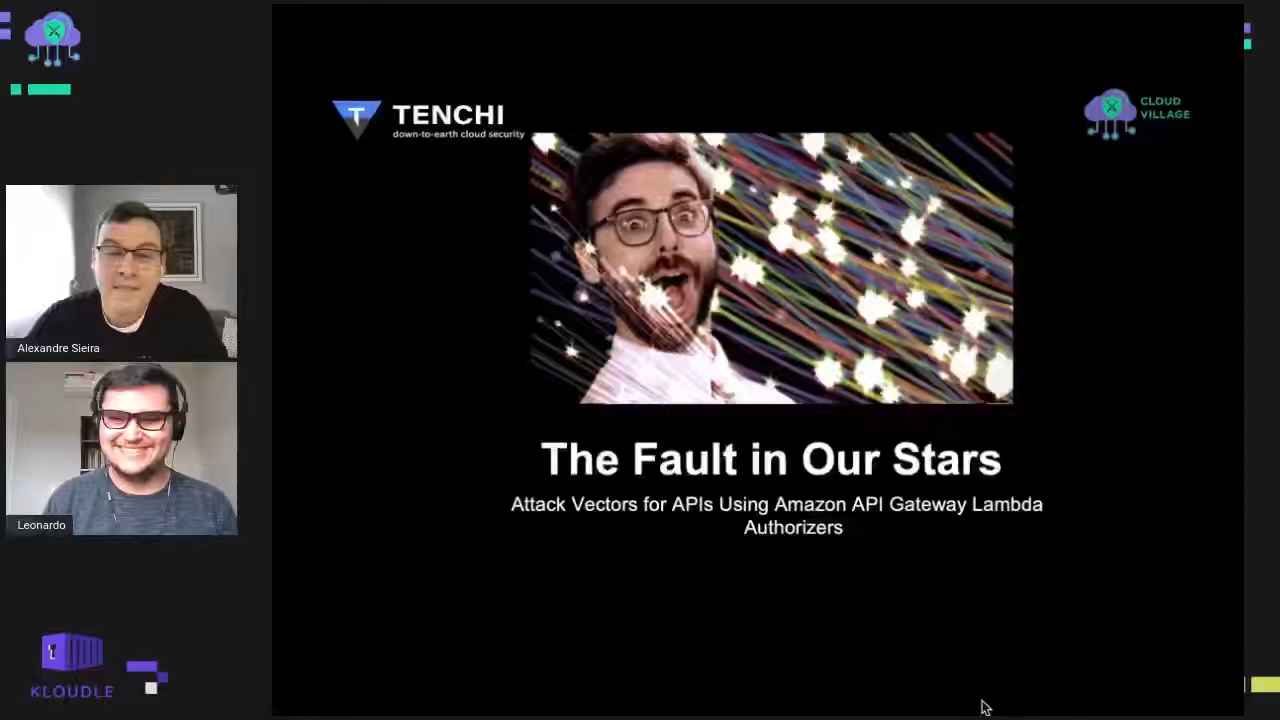 TENCHI
down-to-earth cloud security
CLOUD
VILLAGE
Alexandre Sieira
Leonardo
The Fault in Our Stars
Attack Vectors for APIs Using Amazon API Gateway Lambda
Authorizers
KLOUDLE